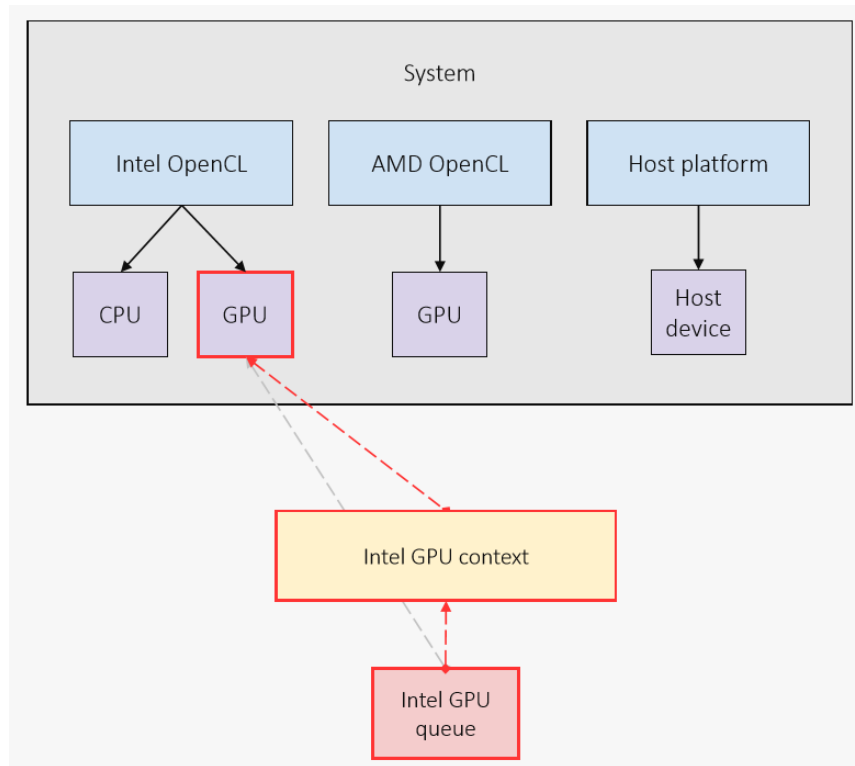 System
Intel OpenCL
AMD OpenCL
Host platform
CPU
GPU
GPU
Host
device
Intel GPU context
Intel GPU
queue